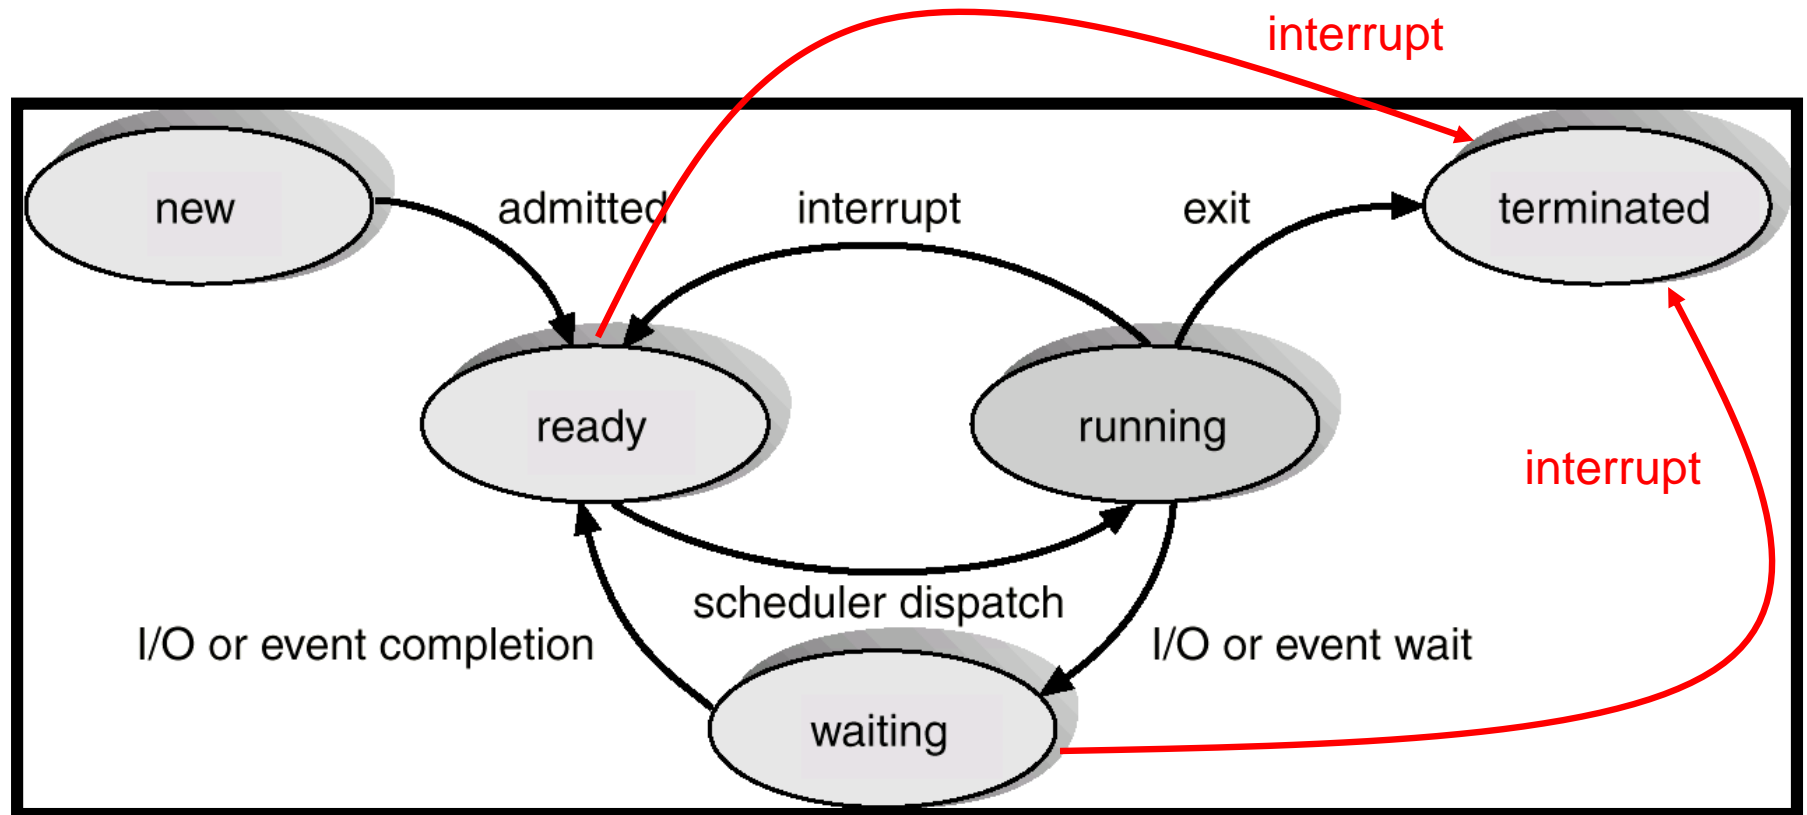 interrupt
new
admitted
interrupt
exit
terminated
ready
running
interrupt
scheduler dispatch
I/O or event completion
I/O or event wait
waiting